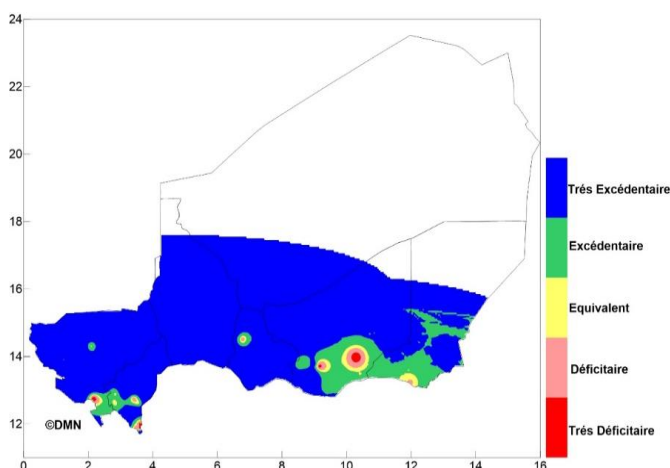 24
22
20
18
16
14
12
0 2 4 6 8 10 12 14 16
©DMN
Trés Excédentaire
Excédentaire
Equivalent
Déficitaire
Trés Déficitaire